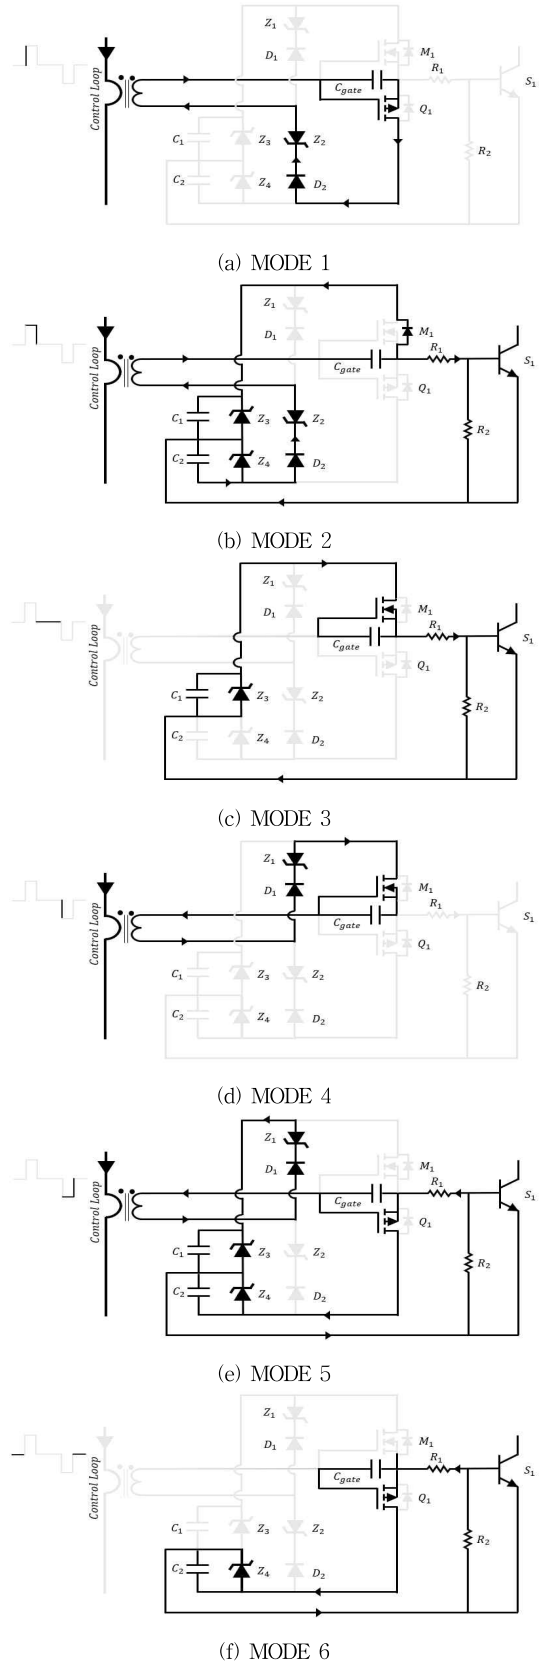 Z1
M1
D1
R1
S1
Control Loop
Cgate
Q1
C1
Z3
Z2
R2
C2
Z4
D2
(a) MODE 1
Z1
M1
D1
R1
S1
Control Loop
Cgate
Q1
C1
Z3
Z2
R2
C2
Z4
D2
(b) MODE 2
Z1
M1
D1
R1
S1
Control Loop
Cgate
Q1
C1
Z3
Z2
R2
C2
Z4
D2
(c) MODE 3
Z1
M1
D1
R1
S1
Control Loop
Cgate
Q1
C1
Z3
Z2
R2
C2
Z4
D2
(d) MODE 4
Z1
M1
D1
R1
S1
Control Loop
Cgate
Q1
C1
Z3
Z2
R2
C2
Z4
D2
(e) MODE 5
Z1
M1
D1
R1
S1
Control Loop
Cgate
Q1
C1
Z3
Z2
R2
C2
Z4
D2
(f) MODE 6